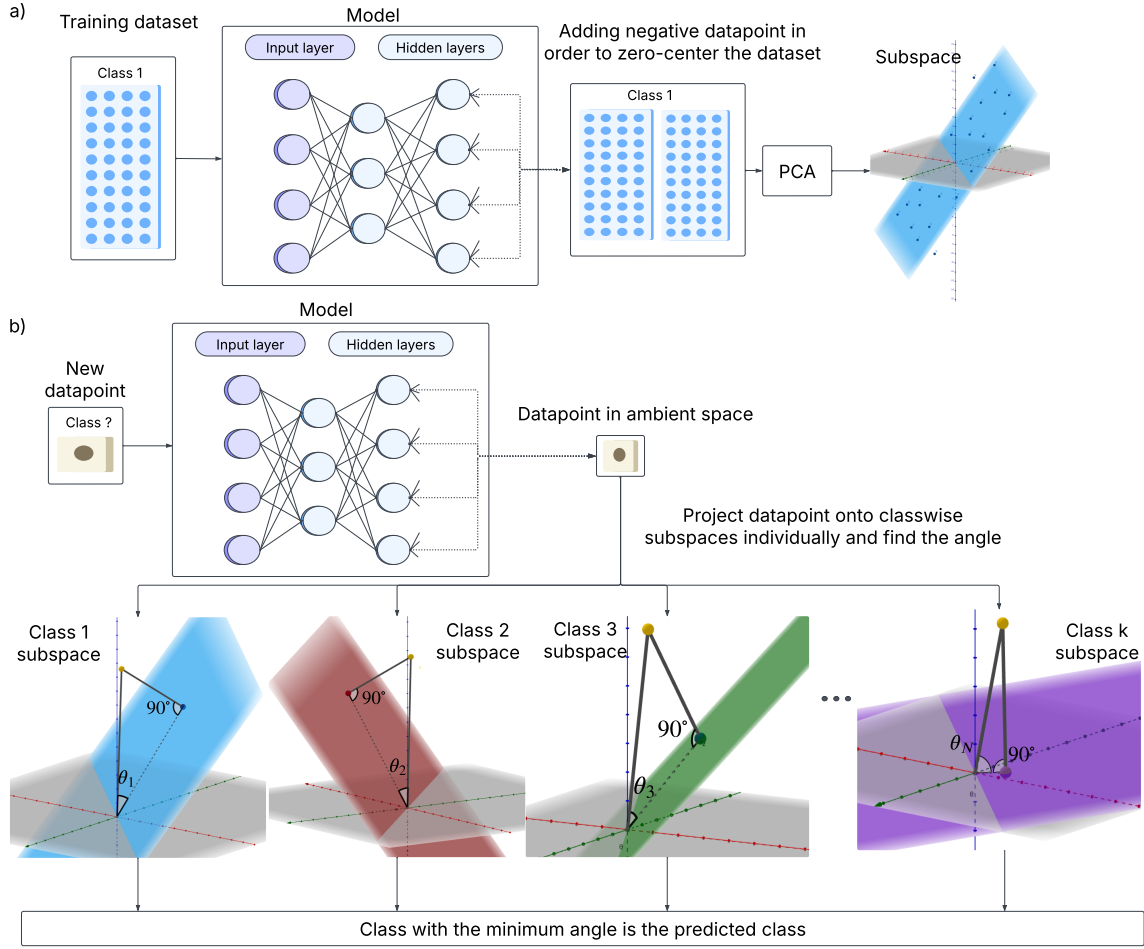 a)
Training dataset
Class 1
Model
Input layer
Hidden layers
Adding negative datapoint in
order to zero-center the dataset
Class 1
PCA
Subspace
b)
New
datapoint
Class ?
Model
Input layer
Hidden layers
Datapoint in ambient space
Project datapoint onto classwise
subspaces individually and find the angle
Class 1
subspace
90°
θ1
Class 2
subspace
90°
θ2
Class 3
subspace
90°
θ3
Class k
subspace
θN
90°
Class with the minimum angle is the predicted class